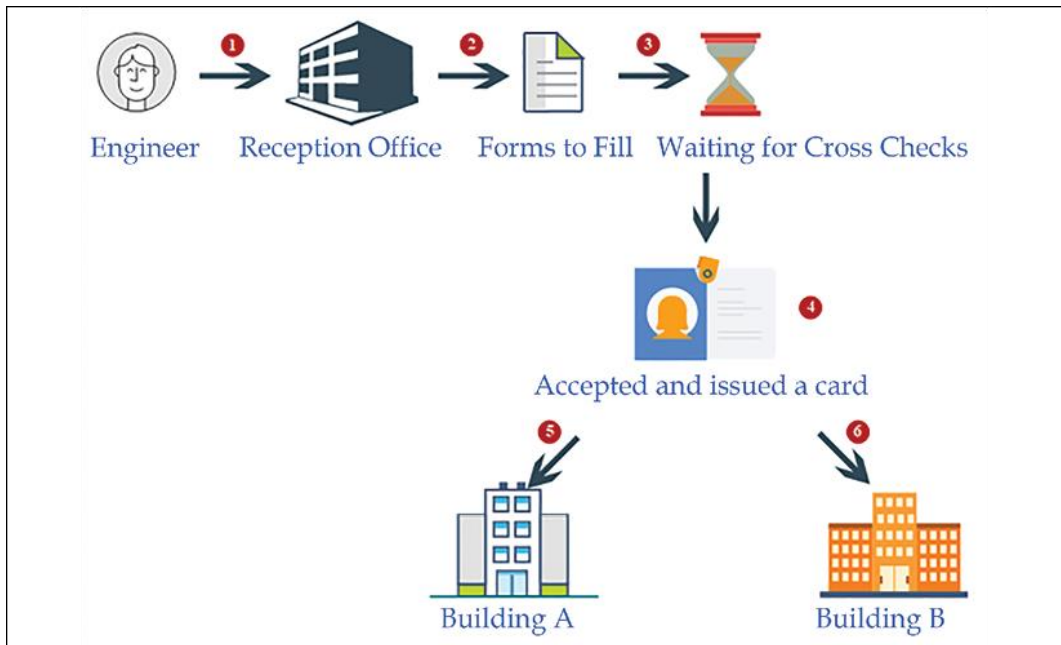 1
2
3
Engineer
Reception Office
Forms to Fill
Waiting for Cross Checks
4
Accepted and issued a card
5
6
Building A
Building B